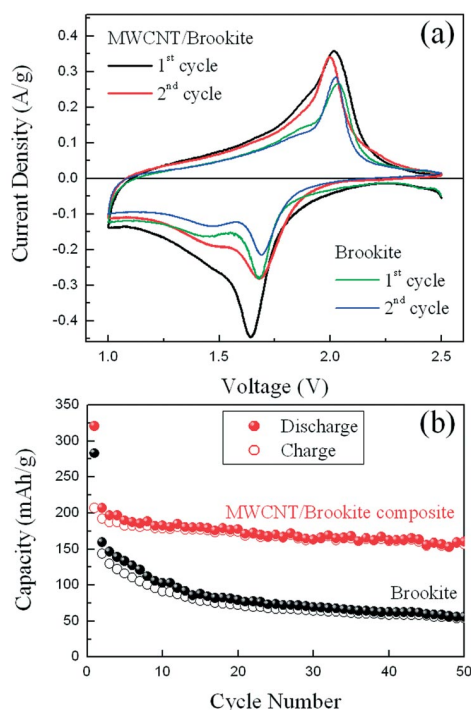 (a)
MWCNT/Brookite
1st cycle
2nd cycle
Brookite
1st cycle
2nd cycle
Current Density (A/g)
0.4
0.3
0.2
0.1
0.0
-0.1
-0.2
-0.3
-0.4
1.0 1.5 2.0 2.5
Voltage (V)
(b)
Discharge
Charge
MWCNT/Brookite composite
Brookite
Capacity (mAh/g)
350
300
250
200
150
100
50
0
0 10 20 30 40 50
Cycle Number